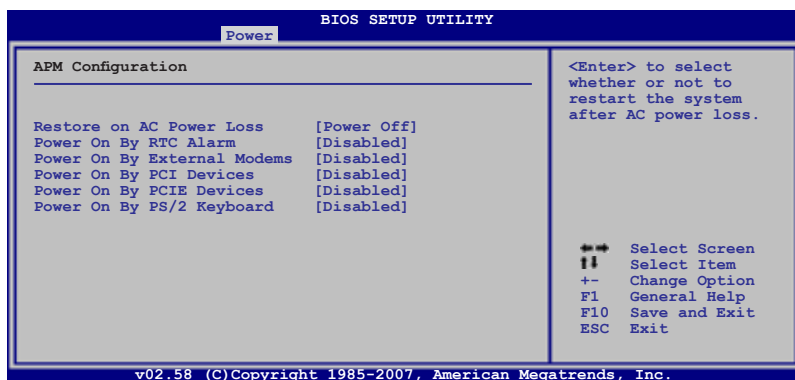 BIOS SETUP UTILITY
Power
APM Configuration
Restore on AC Power Loss [Power Off]
Power On By RTC Alarm [Disabled]
Power On By External Modems [Disabled]
Power On By PCI Devices [Disabled]
Power On By PCIE Devices [Disabled]
Power On By PS/2 Keyboard [Disabled]
<Enter> to select
whether or not to
restart the system
after AC power loss.
Select Screen
Select Item
+- Change Option
F1 General Help
F10 Save and Exit
ESC Exit
v02.58 (C)Copyright 1985-2007, American Megatrends, Inc.